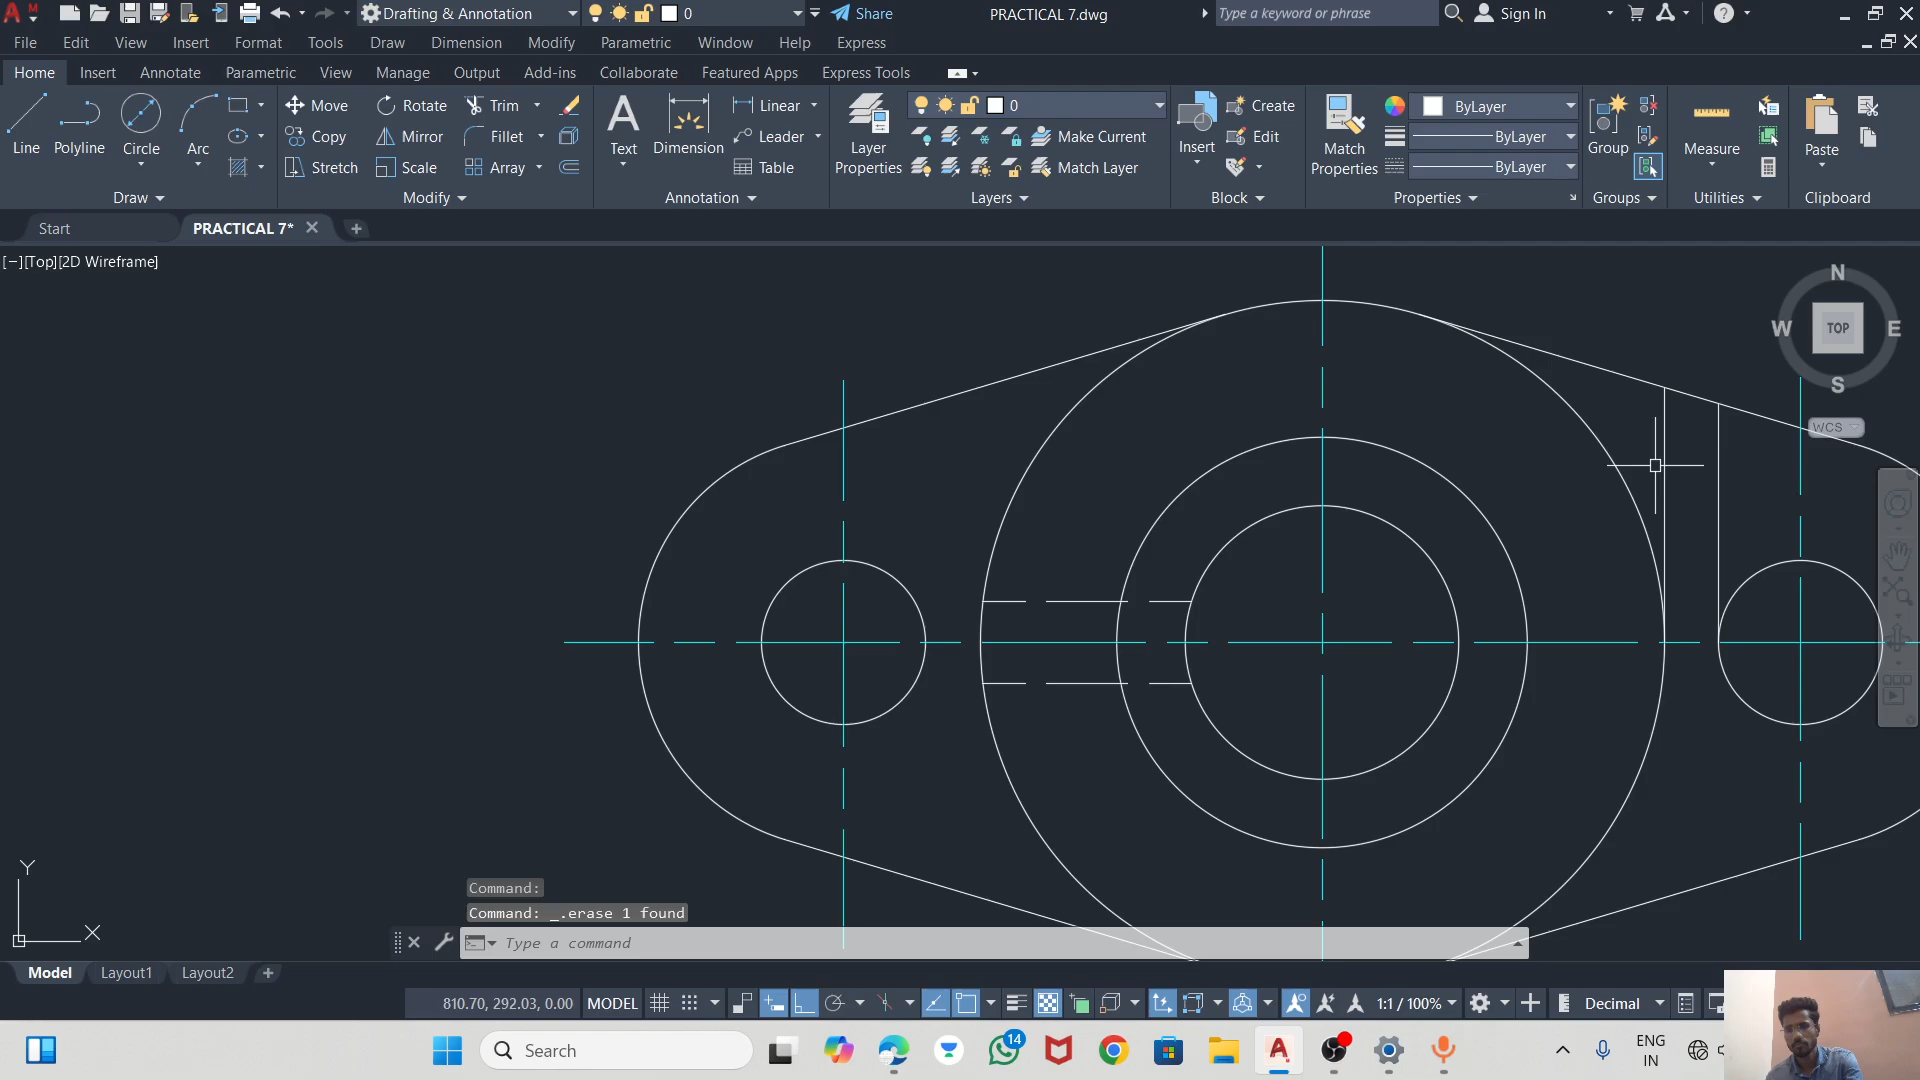 A M Drafting & Annotation 0 Share PRACTICAL 7.dwg Type a keyword or phrase Sign In ?
File Edit View Insert Format Tools Draw Dimension Modify Parametric Window Help Express
Home Insert Annotate Parametric View Manage Output Add-ins Collaborate Featured Apps Express Tools
Line Polyline Circle Arc
Draw
Move Rotate Trim
Copy Mirror Fillet
Stretch Scale Array
Modify
A Text Dimension
Linear
Leader
Table
Annotation
Layer Properties
0
Make Current
Match Layer
Layers
Insert
Create
Edit
Block
Match Properties
ByLayer
ByLayer
ByLayer
Properties
Group
Groups
Measure
Utilities
Paste
Clipboard
Start PRACTICAL 7*
[−][Top][2D Wireframe]
N
W TOP E
S
WCS
Y
X
Command:
Command: _.erase 1 found
Type a command
Model Layout1 Layout2
810.70, 292.03, 0.00 MODEL 1:1 / 100% Decimal
Search 14 ENG
IN